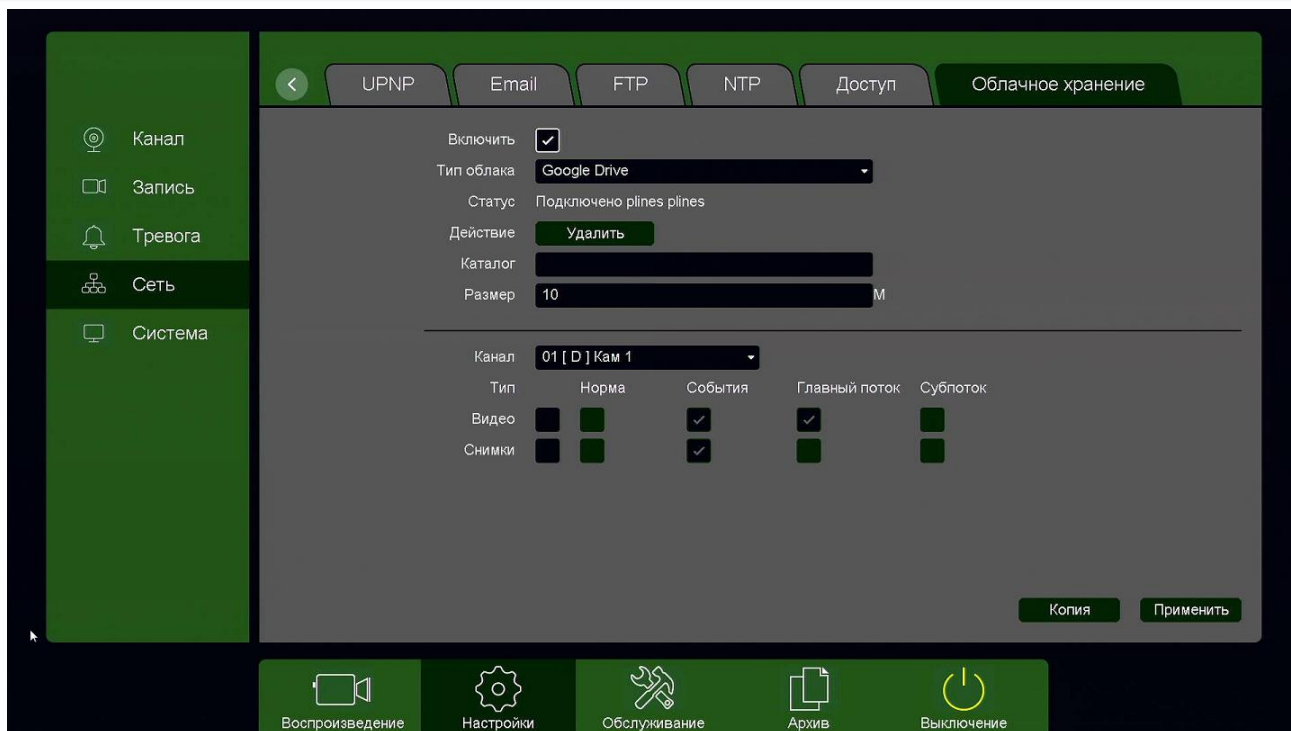 UPNP Email FTP NTP Доступ Облачное хранение
Канал
Запись
Тревога
Сеть
Система
Включить
Тип облака Google Drive
Статус Подключено plines plines
Действие Удалить
Каталог
Размер 10 M
Канал 01 [ D ] Кам 1
Тип Норма События Главный поток Субпоток
Видео
Снимки
Копия Применить
Воспроизведение Настройки Обслуживание Архив Выключение